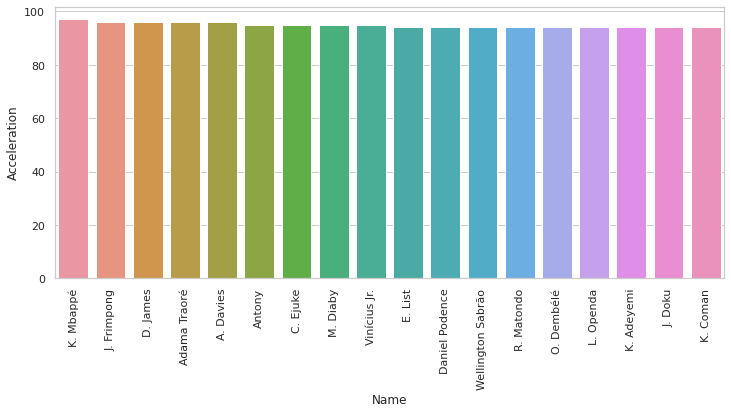 100
80
60
40
20
0
Acceleration
K. Mbappé
J. Frimpong
D. James
Adama Traoré
A. Davies
Antony
C. Ejuke
M. Diaby
Vinícius Jr.
E. List
Daniel Podence
Wellington Sabrão
R. Matondo
O. Dembélé
L. Openda
K. Adeyemi
J. Doku
K. Coman
Name